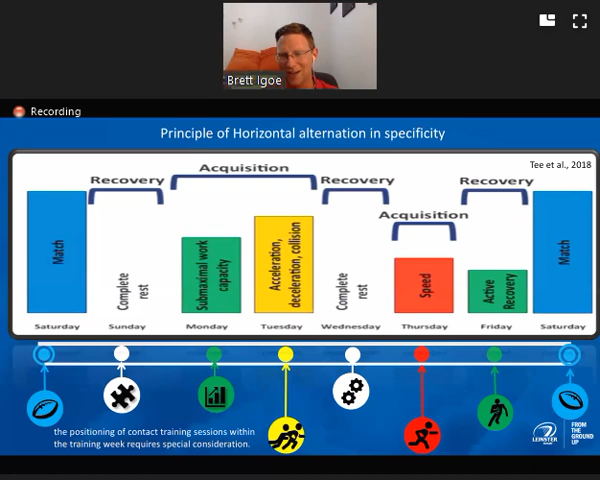 Brett Igoe
Recording
Principle of Horizontal alternation in specificity
Tee et al., 2018
Recovery
Acquisition
Recovery
Acquisition
Recovery
Match
Complete
rest
Submaximal work
capacity
Acceleration,
deceleration, collision
Complete
rest
Speed
Active
Recovery
Match
Saturday
Sunday
Monday
Tuesday
Wednesday
Thursday
Friday
Saturday
the positioning of contact training sessions within
the training week requires special consideration.
LEINSTER
FROM
THE
GROUND
UP